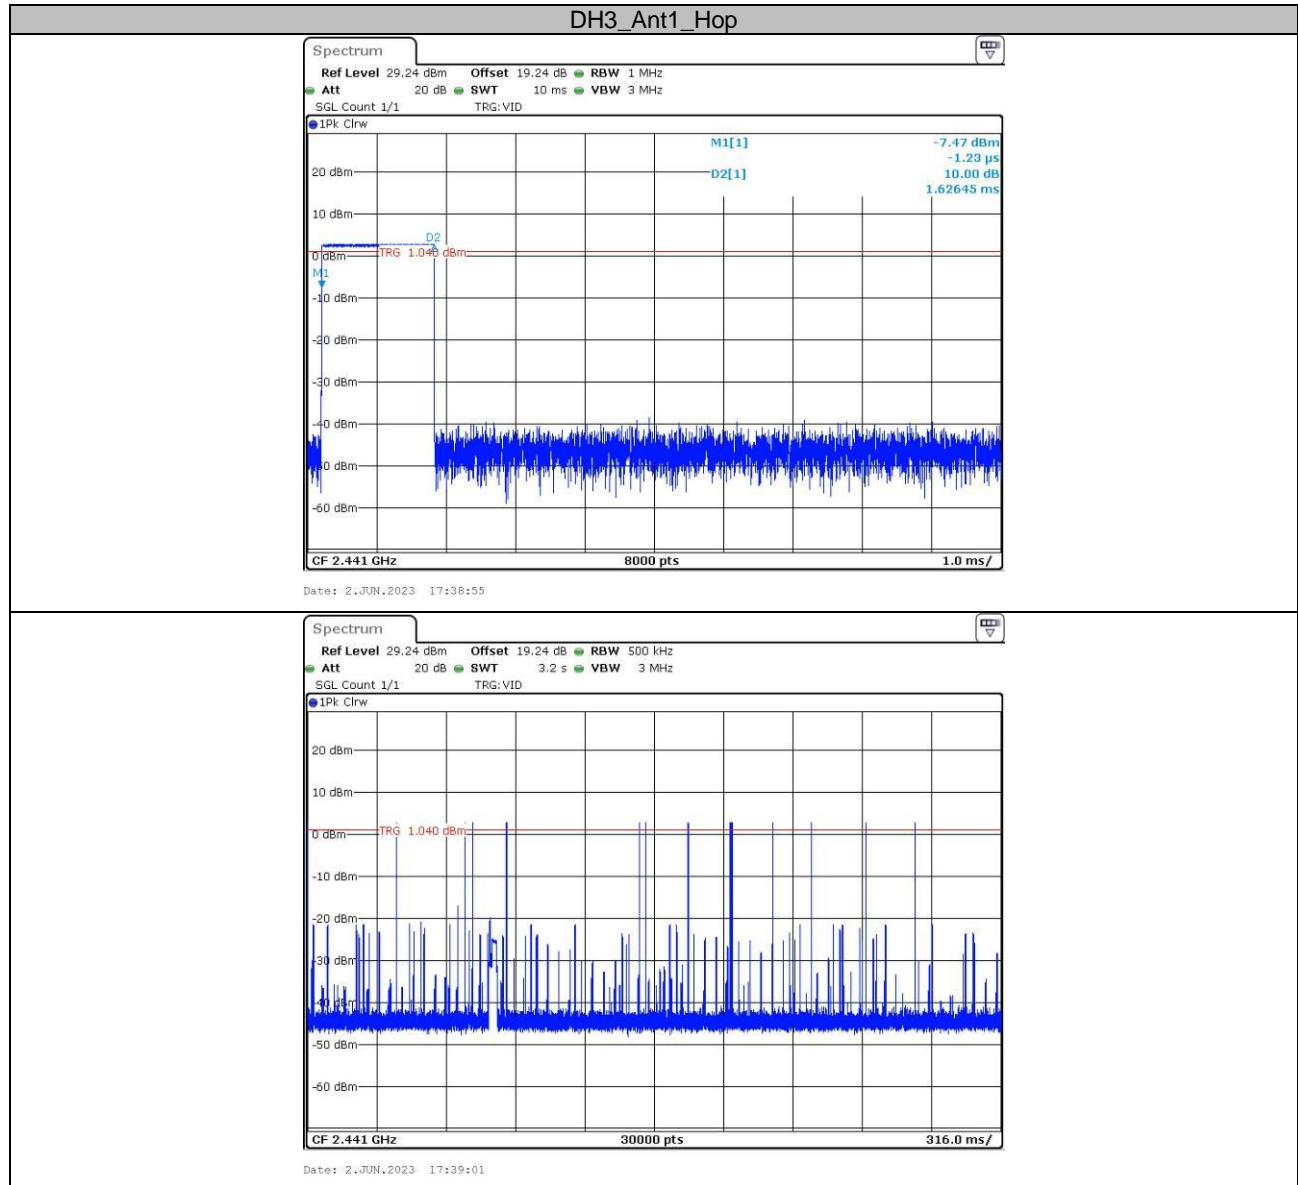 DH3_Ant1_Hop
Spectrum
Ref Level 29.24 dBm Offset 19.24 dB RBW 1 MHz
Att 20 dB SWT 10 ms VBW 3 MHz
SGL Count 1/1 TRG:VID
1Pk Clrw
M1[1] -7.47 dBm
-1.23 µs
20 dBm D2[1] 10.00 dB
1.62645 ms
10 dBm
D2
0 dBm TRG 1.040 dBm
M1
-10 dBm
-20 dBm
-30 dBm
-40 dBm
-50 dBm
-60 dBm
CF 2.441 GHz 8000 pts 1.0 ms/
Date: 2.JUN.2023 17:38:55
Spectrum
Ref Level 29.24 dBm Offset 19.24 dB RBW 500 kHz
Att 20 dB SWT 3.2 s VBW 3 MHz
SGL Count 1/1 TRG:VID
1Pk Clrw
20 dBm
10 dBm
0 dBm TRG 1.040 dBm
-10 dBm
-20 dBm
-30 dBm
-40 dBm
-50 dBm
-60 dBm
CF 2.441 GHz 30000 pts 316.0 ms/
Date: 2.JUN.2023 17:39:01